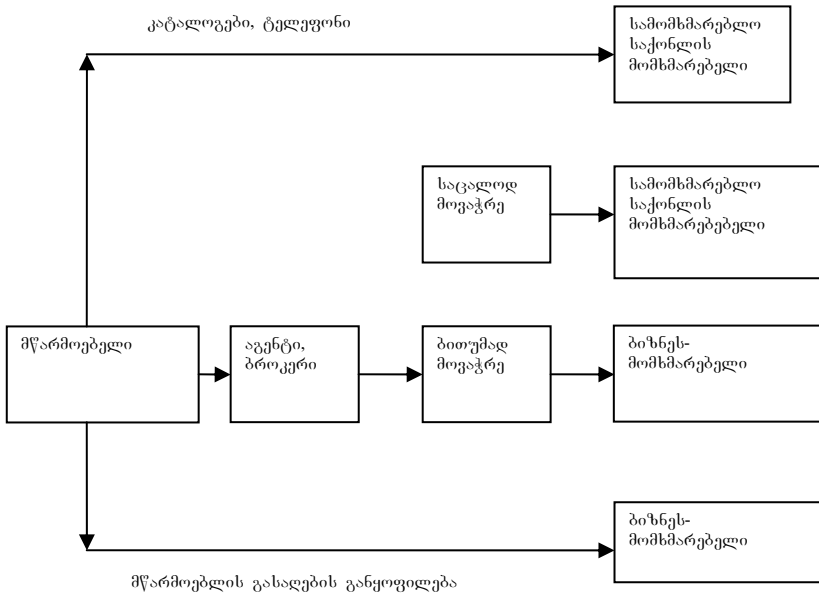 კატალოგები, ტელეფონი
სამომხმარებლო
საქონლის
მომხმარებელი
საცალოდ
მოვაჭრე
სამომხმარებლო
საქონლის
მომხმარებებელი
მწარმოებელი
აგენტი,
ბროკერი
ბითუმად
მოვაჭრე
ბიზნეს-
მომხმარებელი
ბიზნეს-
მომხმარებელი
მწარმოებლის გასაღების განყოფილება